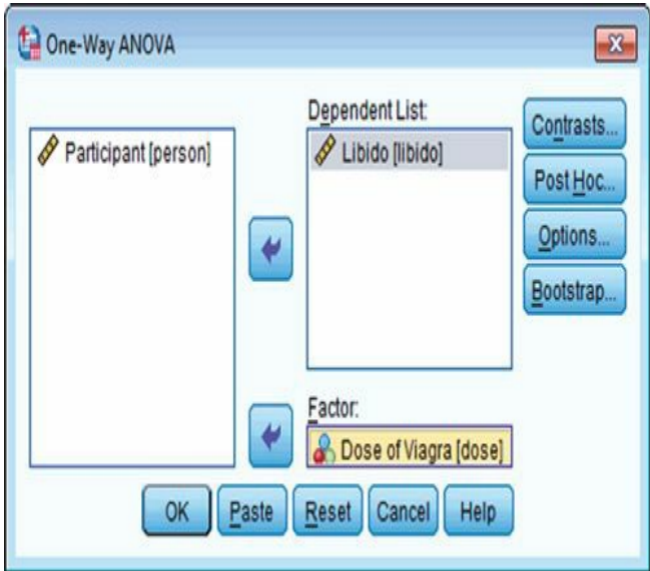 One-Way ANOVA
Participant [person]
Dependent List:
Libido [libido]
Factor:
Dose of Viagra [dose]
Contrasts...
Post Hoc...
Options...
Bootstrap...
OK
Paste
Reset
Cancel
Help